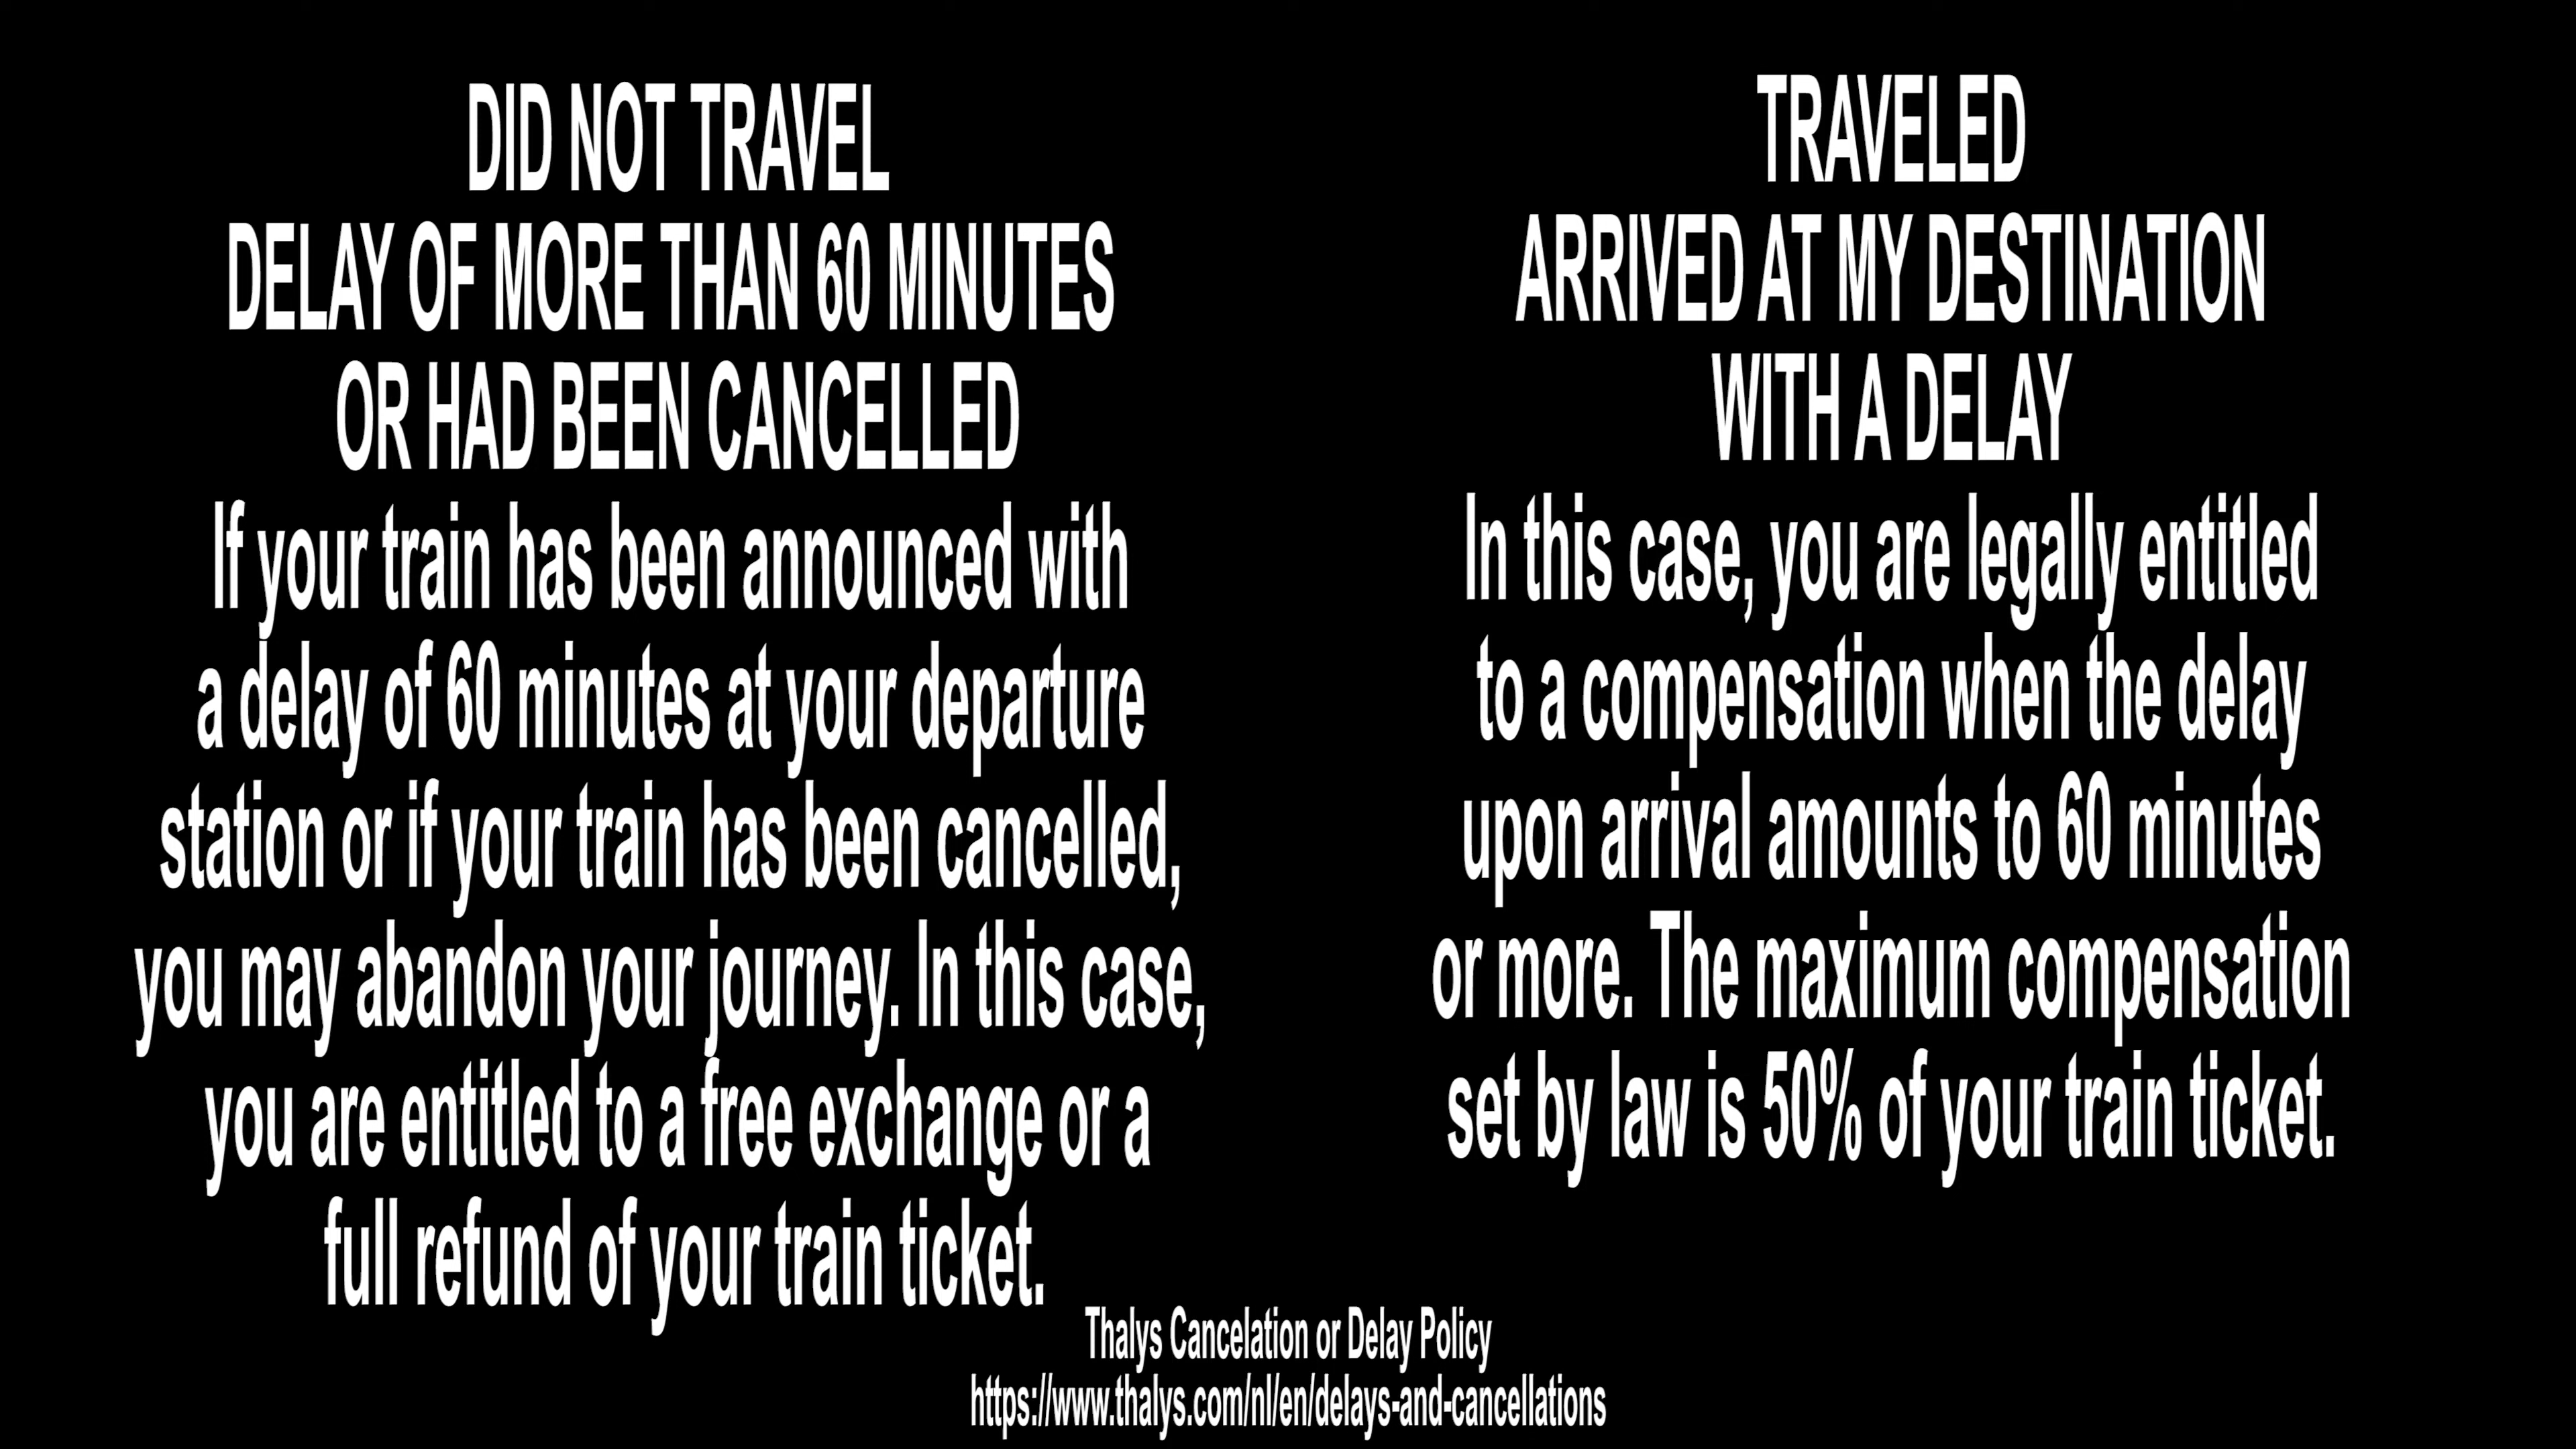 DID NOT TRAVEL
DELAY OF MORE THAN 60 MINUTES
OR HAD BEEN CANCELLED
If your train has been announced with
a delay of 60 minutes at your departure
station or if your train has been cancelled,
you may abandon your journey. In this case,
you are entitled to a free exchange or a
full refund of your train ticket.
TRAVELED
ARRIVED AT MY DESTINATION
WITH A DELAY
In this case, you are legally entitled
to a compensation when the delay
upon arrival amounts to 60 minutes
or more. The maximum compensation
set by law is 50% of your train ticket.
Thalys Cancelation or Delay Policy
https://www.thalys.com/nl/en/delays-and-cancellations